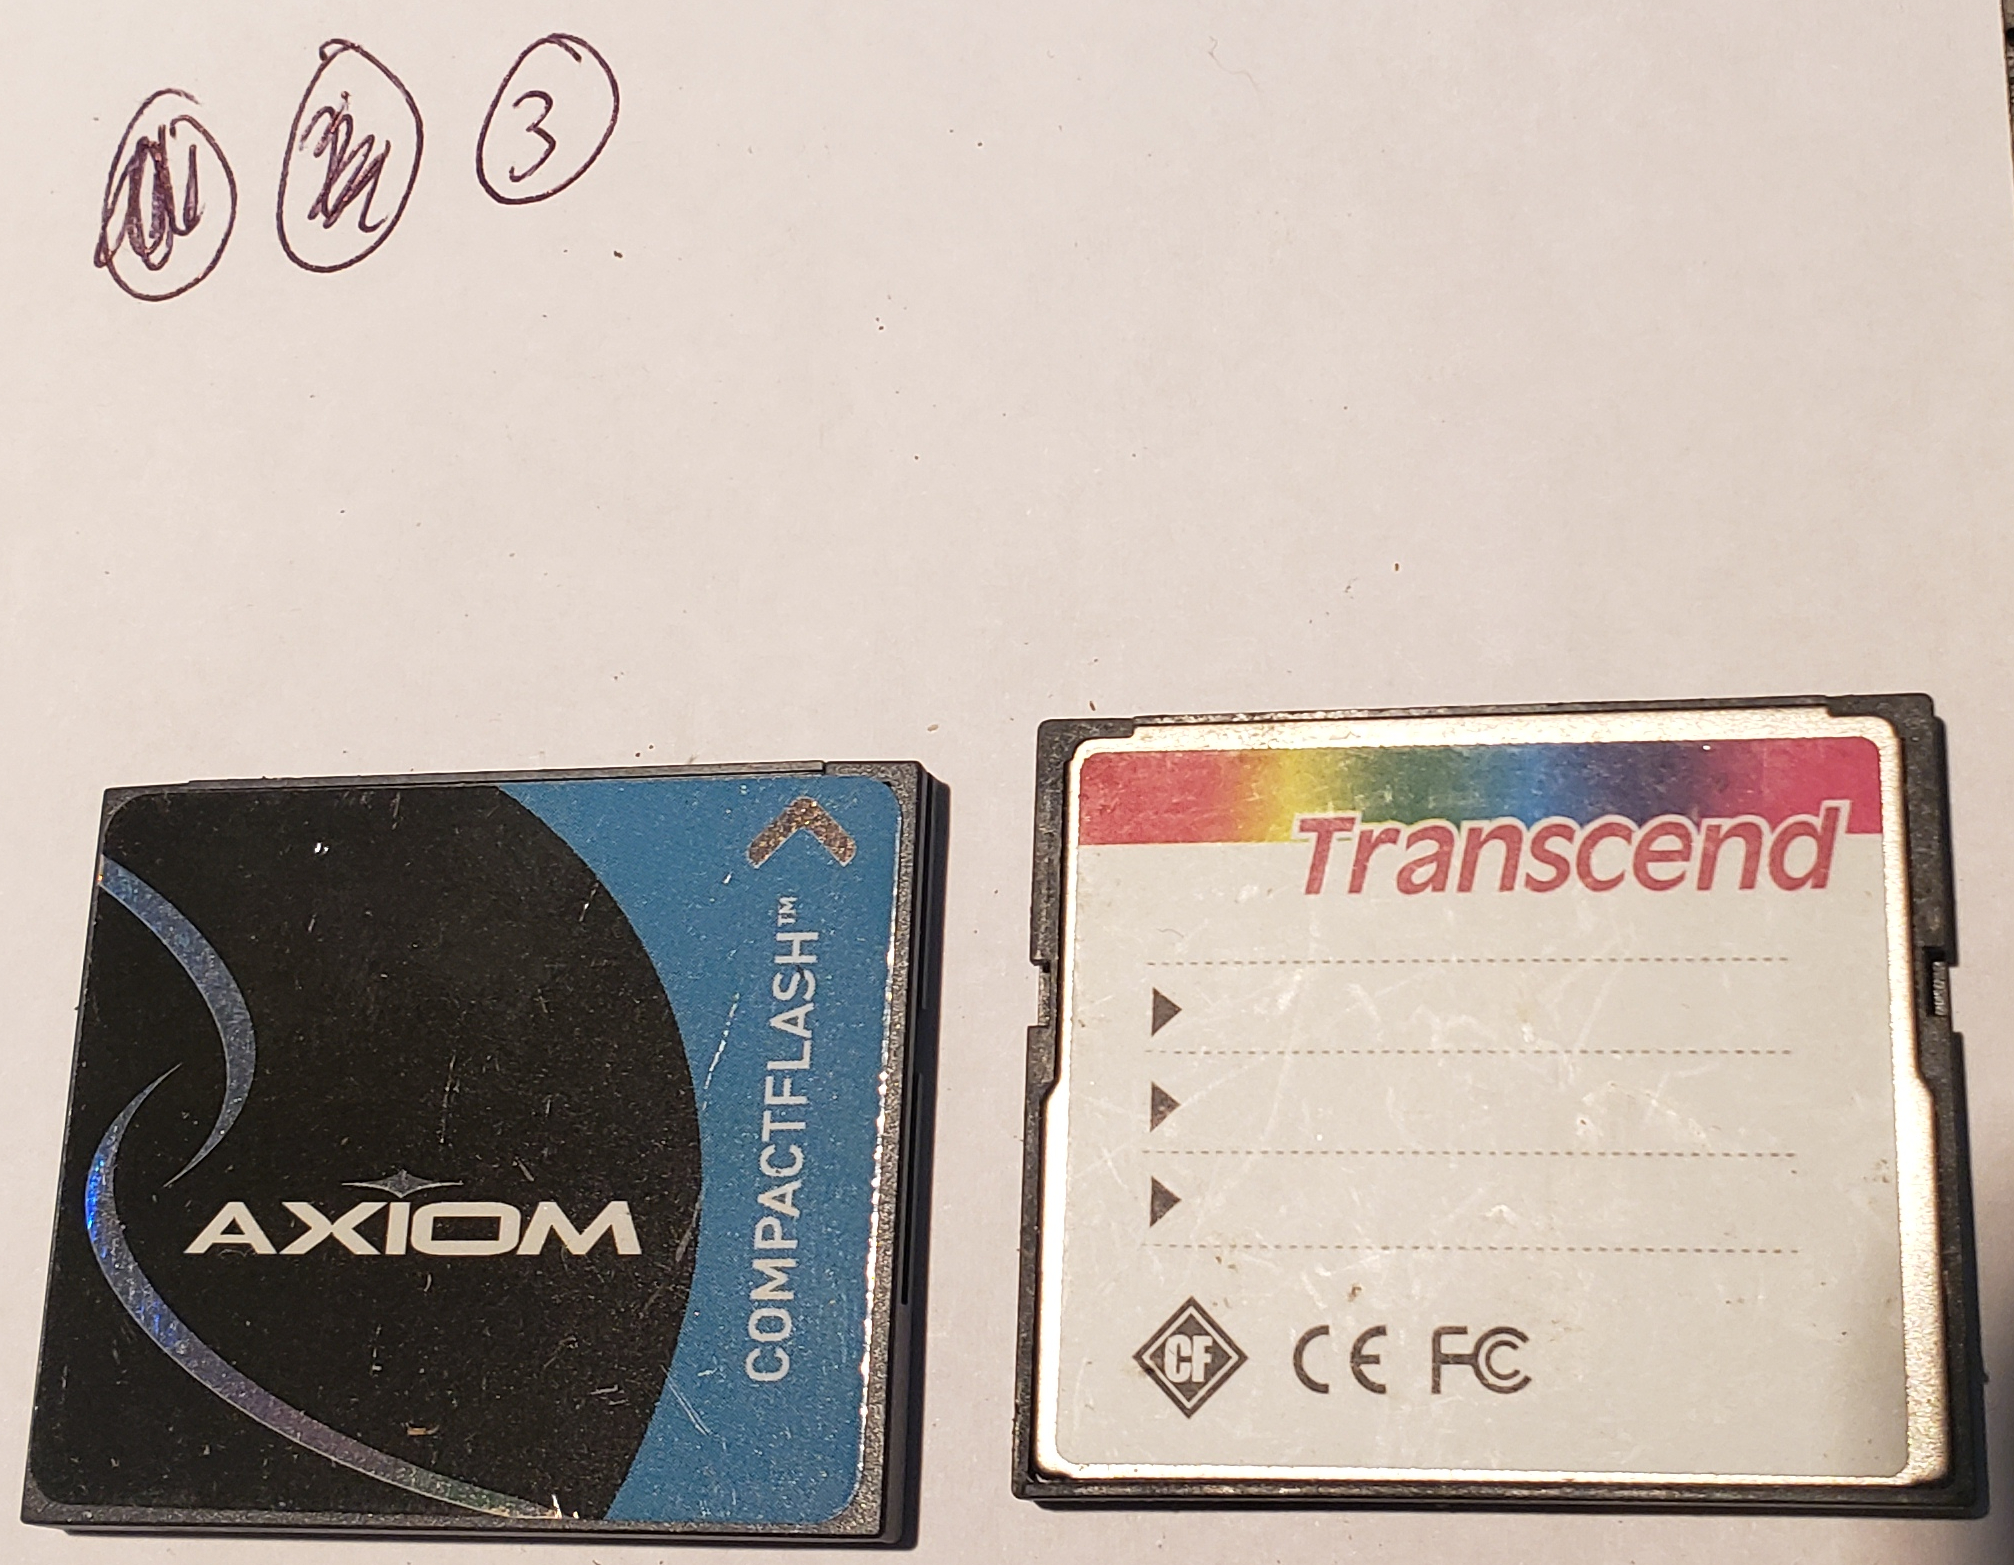 3
AXIOM
COMPACTFLASH™
Transcend
CF CE FC